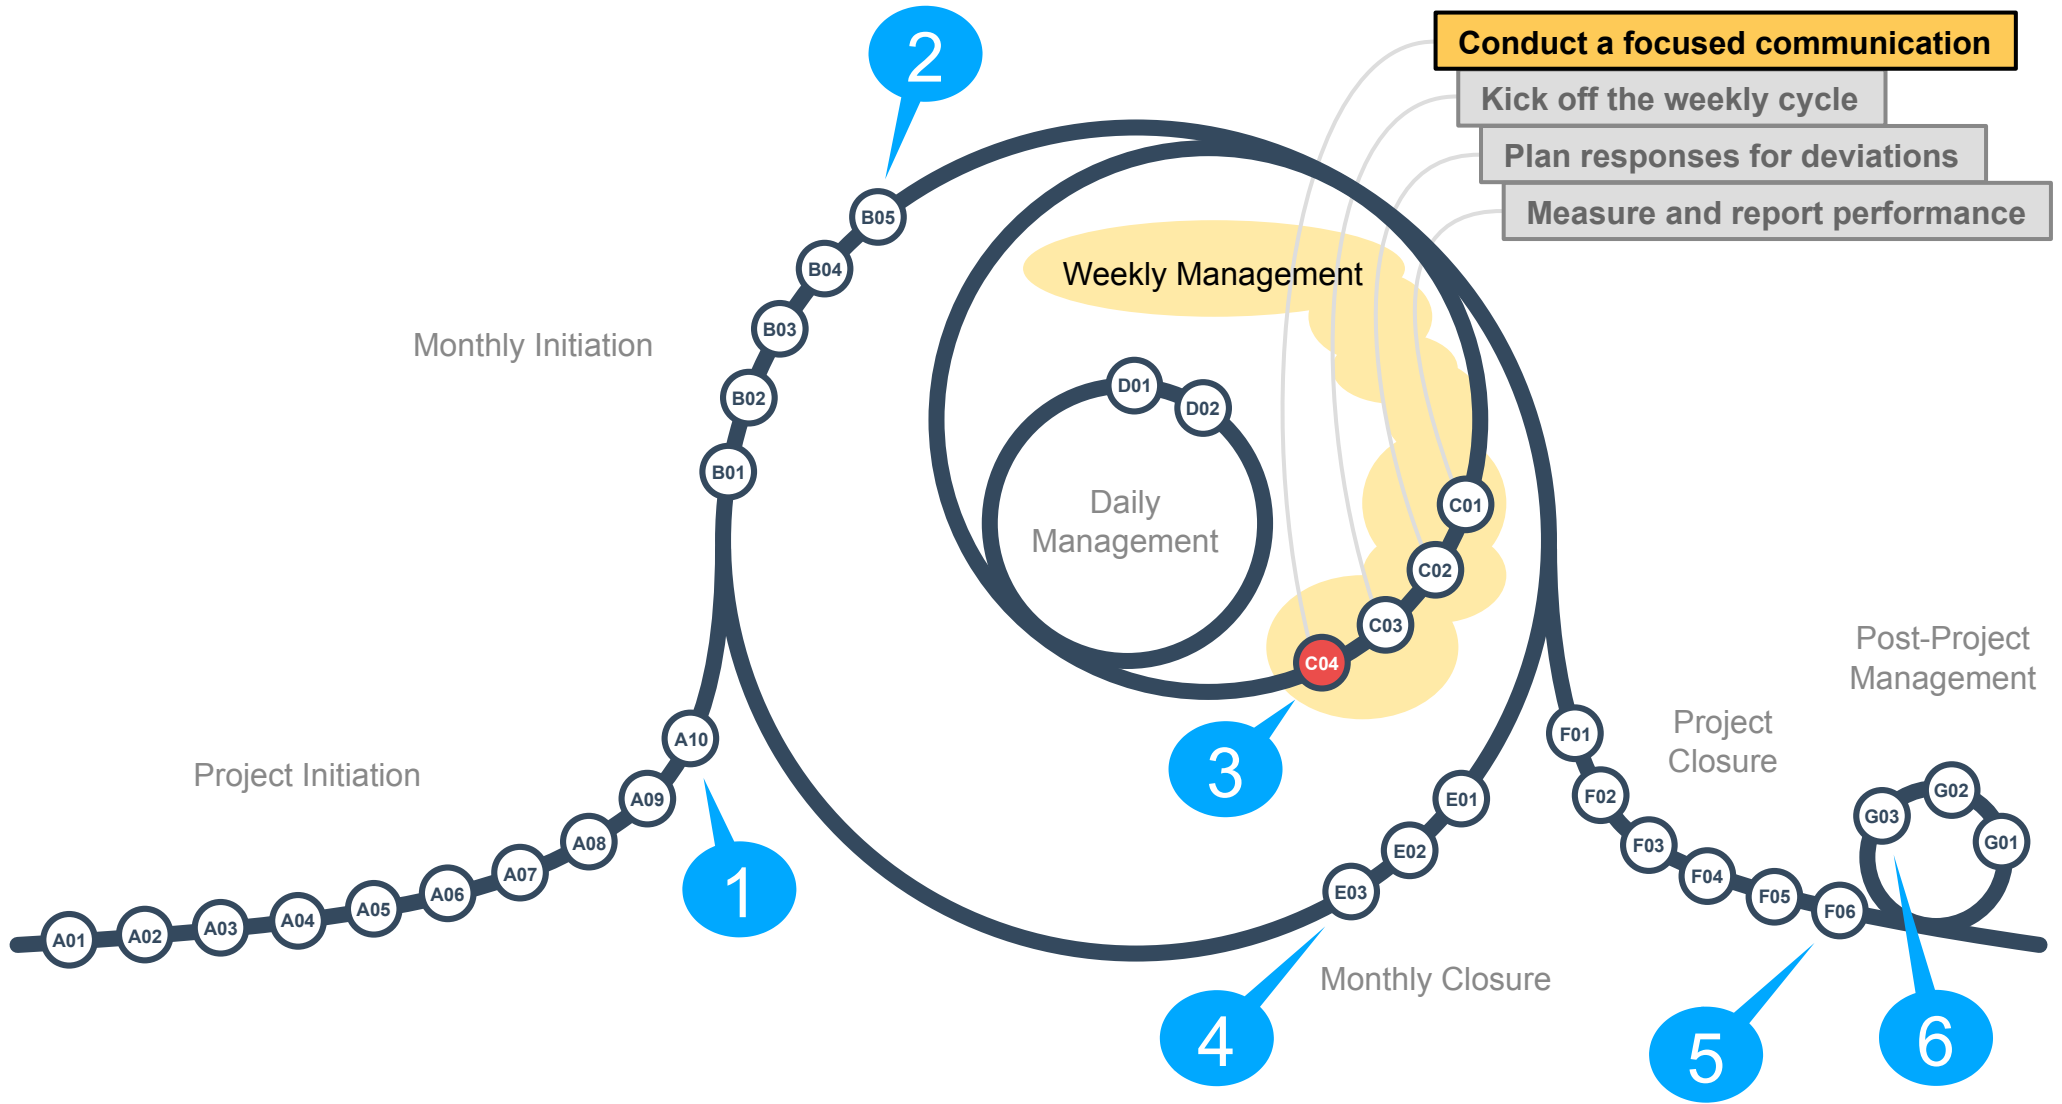 2
Conduct a focused communication
Kick off the weekly cycle
Plan responses for deviations
Measure and report performance
B05
B04
B03
B02
B01
Monthly Initiation
Weekly Management
D01
D02
Daily
Management
C01
C02
C03
C04
3
A10
A09
A08
A07
A06
A05
A04
A03
A02
A01
Project Initiation
1
E01
E02
E03
Monthly Closure
4
F01
F02
F03
F04
F05
F06
Project
Closure
Post-Project
Management
G03
G02
G01
5
6